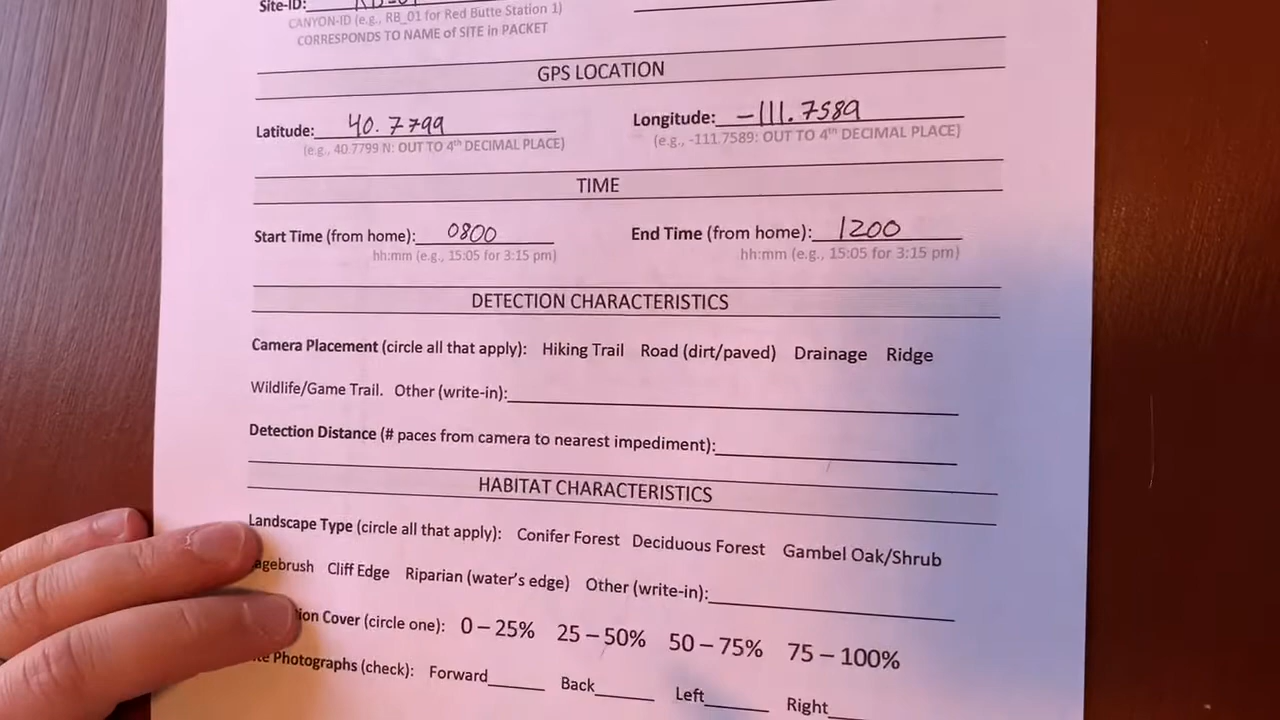 Site-ID:
CANYON-ID (e.g., RB_01 for Red Butte Station 1)
CORRESPONDS TO NAME of SITE in PACKET
GPS LOCATION
Latitude: 40.7799 Longitude: -111.7589
(e.g., 40.7799 N: OUT TO 4th DECIMAL PLACE) (e.g., -111.7589: OUT TO 4th DECIMAL PLACE)
TIME
Start Time (from home): 0800 End Time (from home): 1200
hh:mm (e.g., 15:05 for 3:15 pm) hh:mm (e.g., 15:05 for 3:15 pm)
DETECTION CHARACTERISTICS
Camera Placement (circle all that apply): Hiking Trail Road (dirt/paved) Drainage Ridge
Wildlife/Game Trail. Other (write-in):
Detection Distance (# paces from camera to nearest impediment):
HABITAT CHARACTERISTICS
Landscape Type (circle all that apply): Conifer Forest Deciduous Forest Gambel Oak/Shrub
agebrush Cliff Edge Riparian (water's edge) Other (write-in):
ion Cover (circle one): 0 – 25% 25 – 50% 50 – 75% 75 – 100%
Photographs (check): Forward Back Left Right